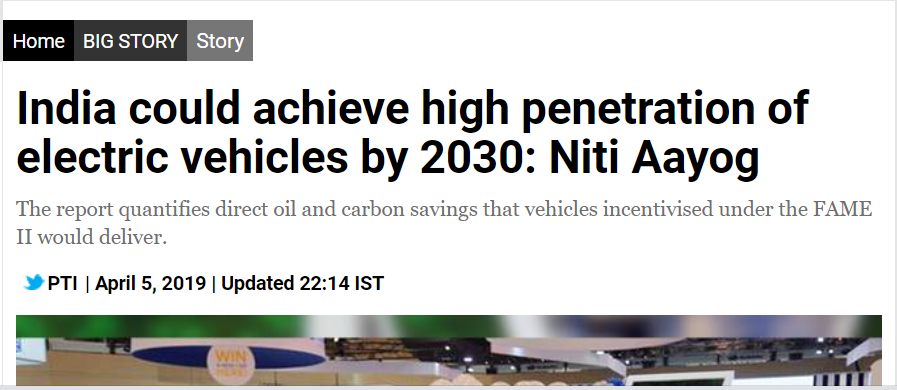 Home BIG STORY Story
India could achieve high penetration of
electric vehicles by 2030: Niti Aayog
The report quantifies direct oil and carbon savings that vehicles incentivised under the FAME
II would deliver.
PTI | April 5, 2019 | Updated 22:14 IST
WIN
HERE!